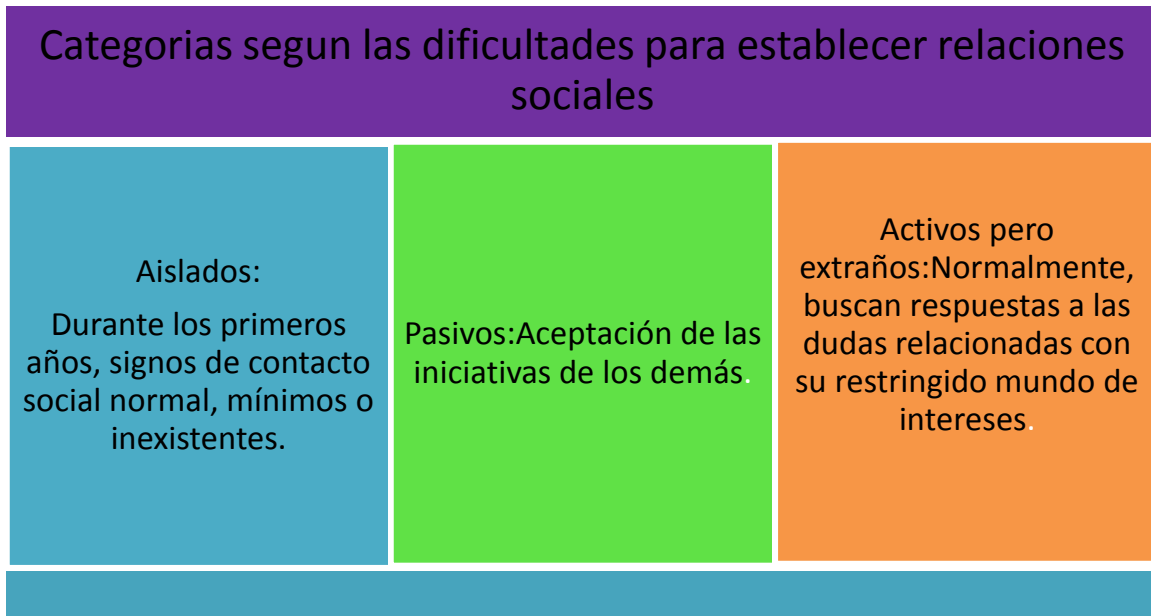 Categorias segun las dificultades para establecer relaciones
sociales
Aislados:
Durante los primeros
años, signos de contacto
social normal, mínimos o
inexistentes.
Pasivos:Aceptación de las
iniciativas de los demás.
Activos pero
extraños:Normalmente,
buscan respuestas a las
dudas relacionadas con
su restringido mundo de
intereses.